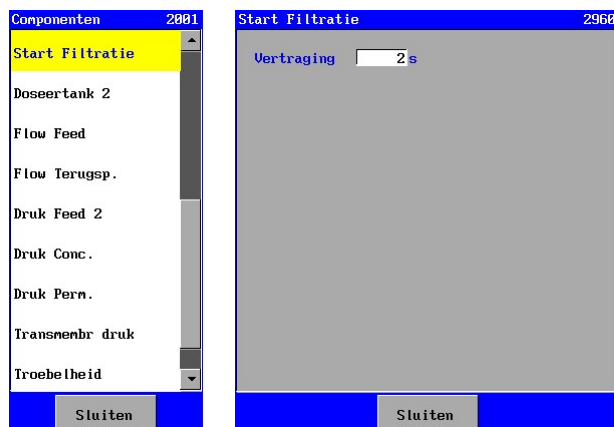 Componenten 2001
Start Filtratie
Doseertank 2
Flow Feed
Flow Terugsp.
Druk Feed 2
Druk Conc.
Druk Perm.
Transmembr druk
Troebelheid
Sluiten
Start Filtratie 2960
Vertraging 2 s
Sluiten